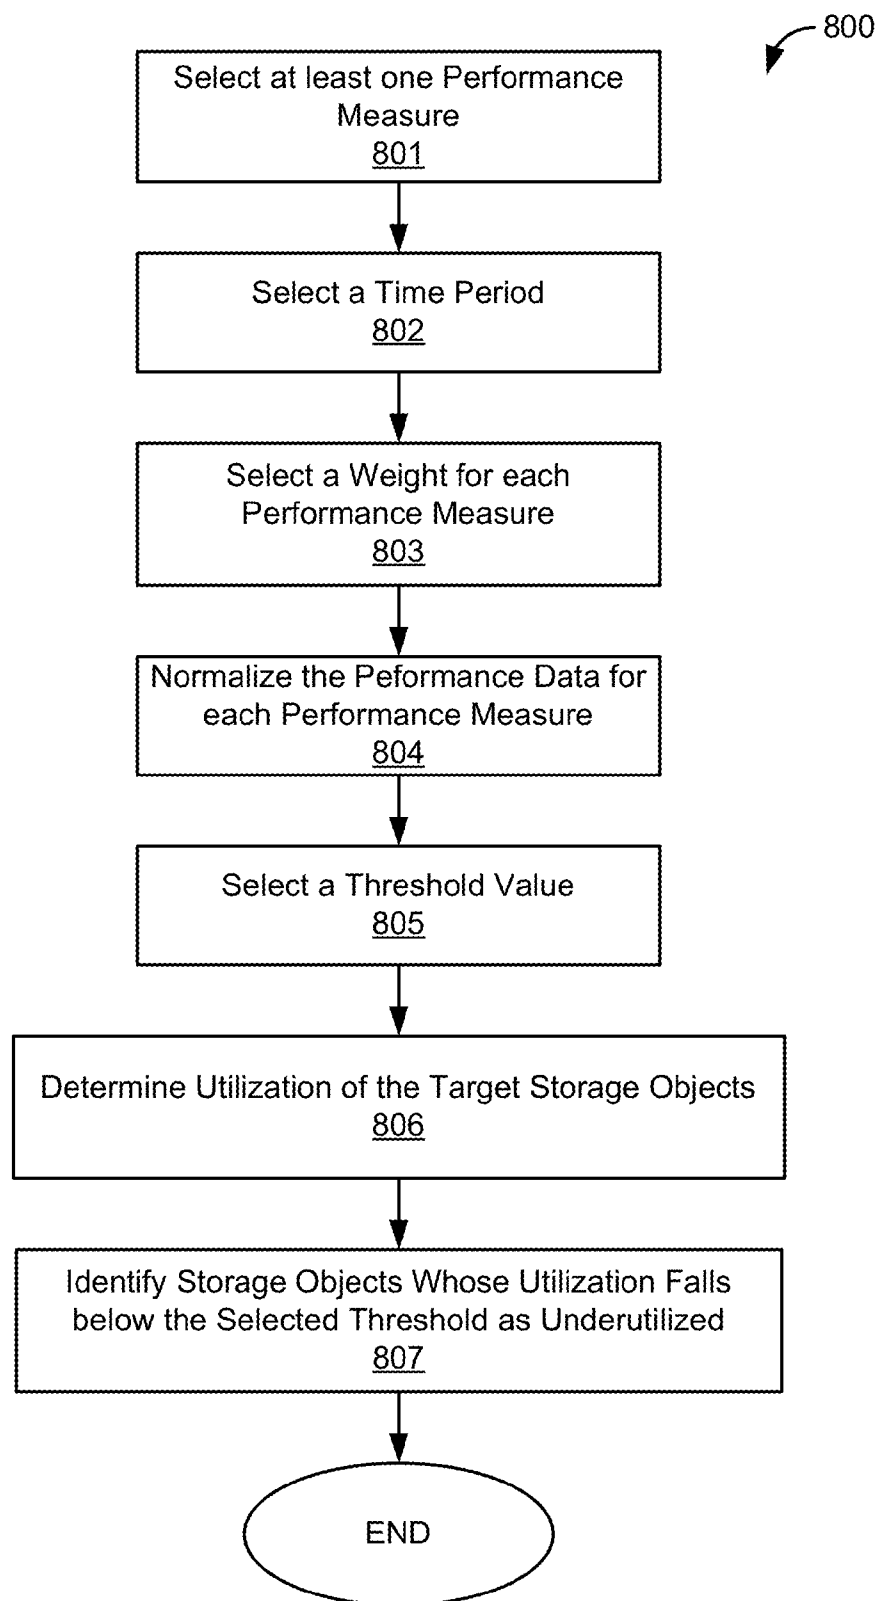 800
Select at least one Performance
Measure
801
Select a Time Period
802
Select a Weight for each
Performance Measure
803
Normalize the Peformance Data for
each Performance Measure
804
Select a Threshold Value
805
Determine Utilization of the Target Storage Objects
806
Identify Storage Objects Whose Utilization Falls
below the Selected Threshold as Underutilized
807
END